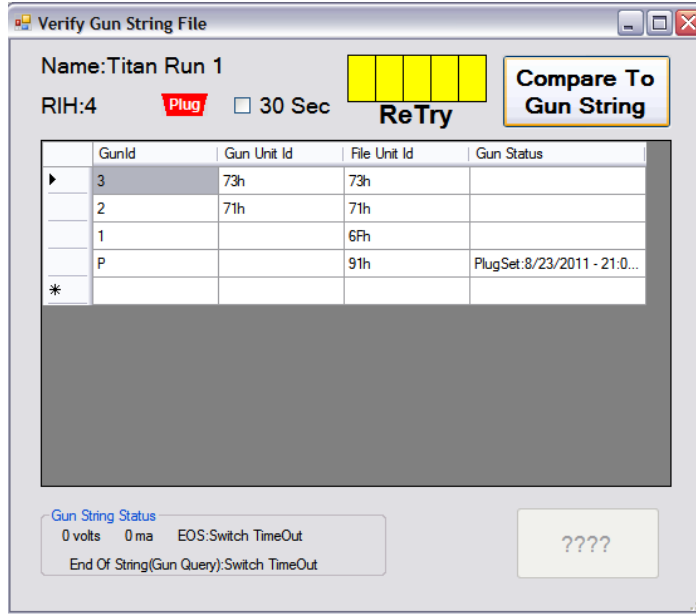 Verify Gun String File
Name:Titan Run 1
RIH:4 Plug 30 Sec ReTry Compare To
Gun String
GunId Gun Unit Id File Unit Id Gun Status
3 73h 73h
2 71h 71h
1 6Fh
P 91h PlugSet:8/23/2011 - 21:0...
Gun String Status
0 volts 0 ma EOS:Switch TimeOut
End Of String(Gun Query):Switch TimeOut
????